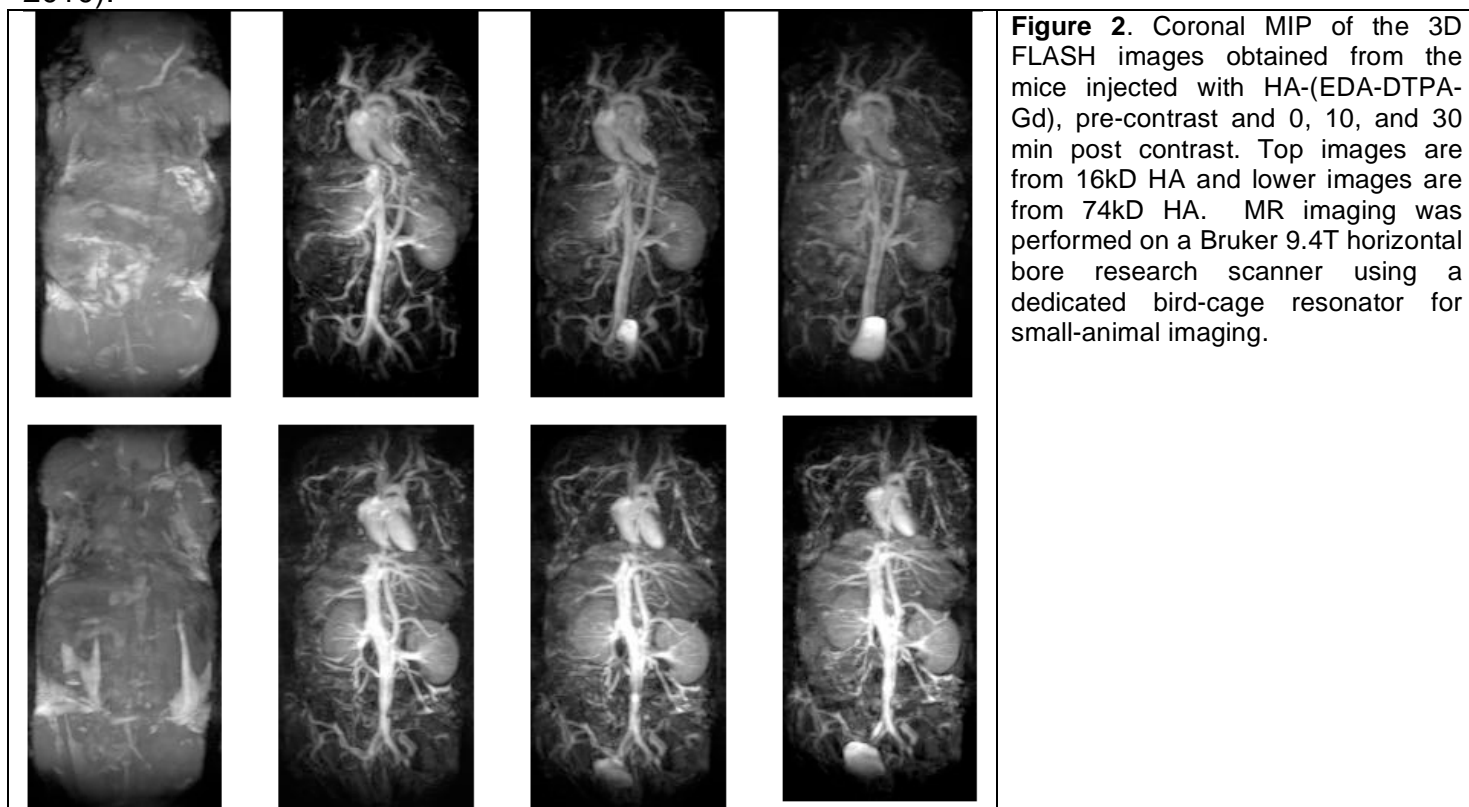 Figure 2. Coronal MIP of the 3D
FLASH images obtained from the
mice injected with HA-(EDA-DTPA-
Gd), pre-contrast and 0, 10, and 30
min post contrast. Top images are
from 16kD HA and lower images are
from 74kD HA. MR imaging was
performed on a Bruker 9.4T horizontal
bore research scanner using a
dedicated bird-cage resonator for
small-animal imaging.